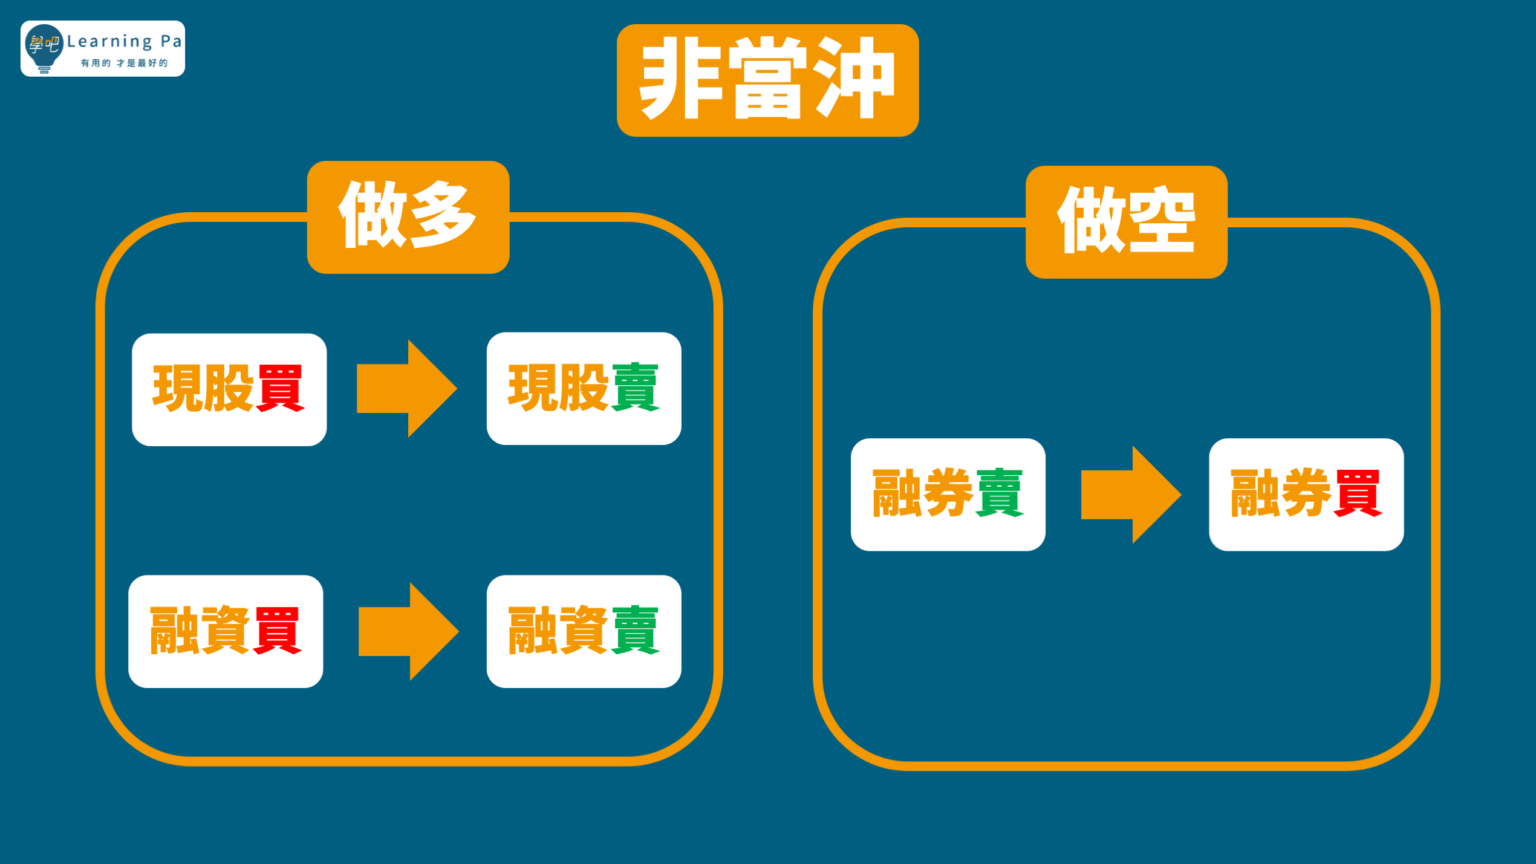 學吧
Learning Pa
有用的 才是最好的
非當沖
做多
現股買
現股賣
融資買
融資賣
做空
融券賣
融券買